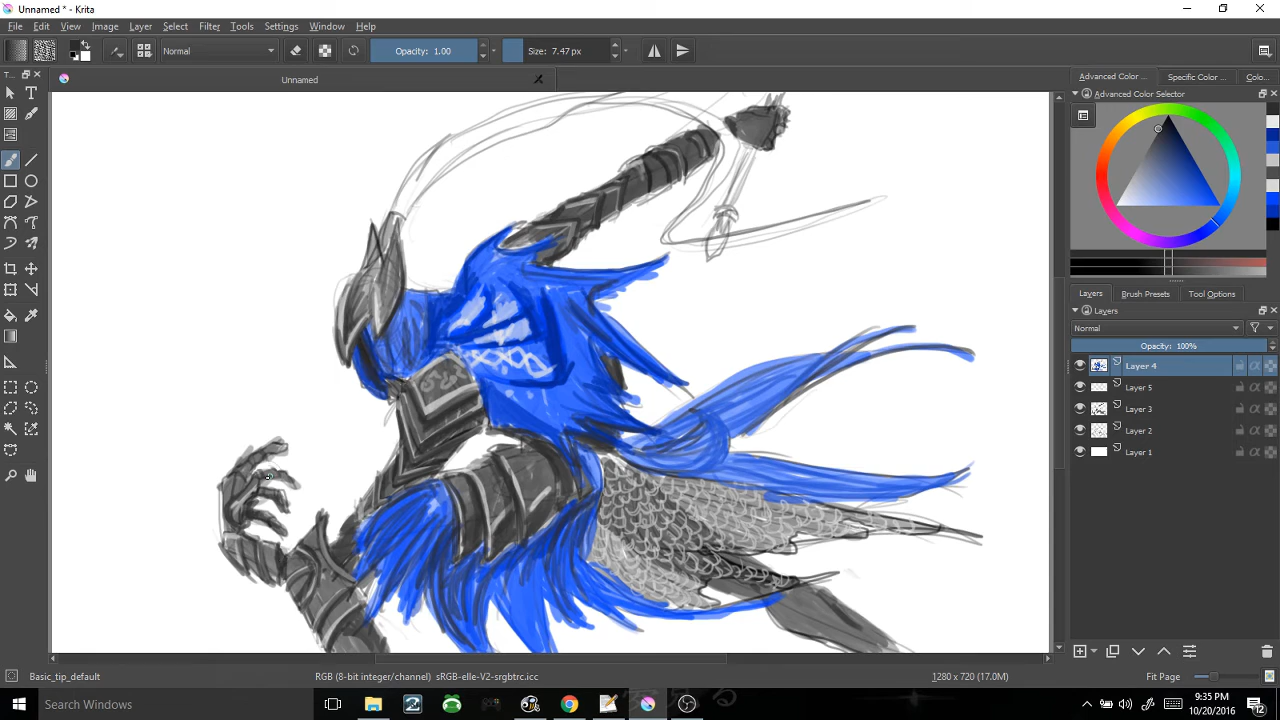 Unnamed * - Krita
File Edit View Image Layer Select Filter Tools Settings Window Help
Normal Opacity: 1.00 Size: 7.47 px
Unnamed
T...
Advanced Color ... Specific Color ... Colo...
Advanced Color Selector
Layers Brush Presets Tool Options
Layers
Normal
Opacity: 100%
Layer 4
Layer 5
Layer 3
Layer 2
Layer 1
Basic_tip_default RGB (8-bit integer/channel) sRGB-elle-V2-srgbtrc.icc 1280 x 720 (17.0M) Fit Page
Search Windows
9:35 PM
10/20/2016